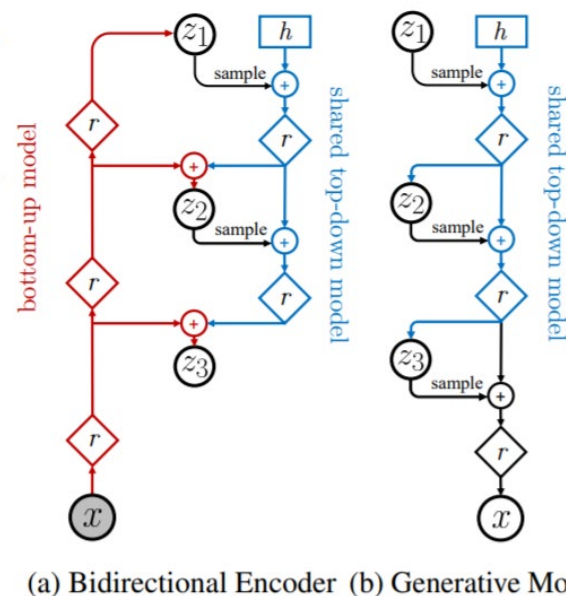 z1
h
sample
+
r
r
+
z2
sample
+
r
r
+
z3
r
x
bottom-up model
shared top-down model
z1
h
sample
+
r
z2
sample
+
r
z3
sample
+
r
x
shared top-down model
(a) Bidirectional Encoder (b) Generative Mo